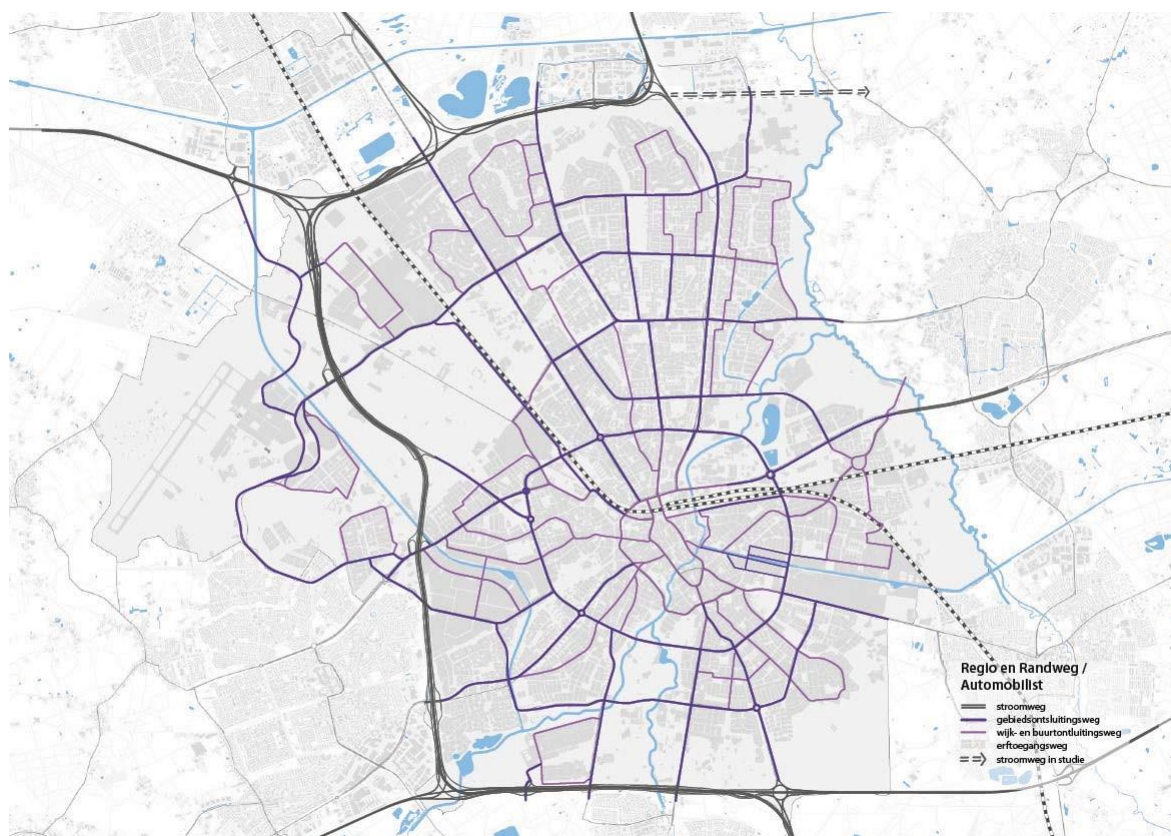 Regio en Randweg /
Automobilist
stroomweg
gebiedsontsluitingsweg
wijk- en buurtontluitingsweg
erftoegangsweg
stroomweg in studie